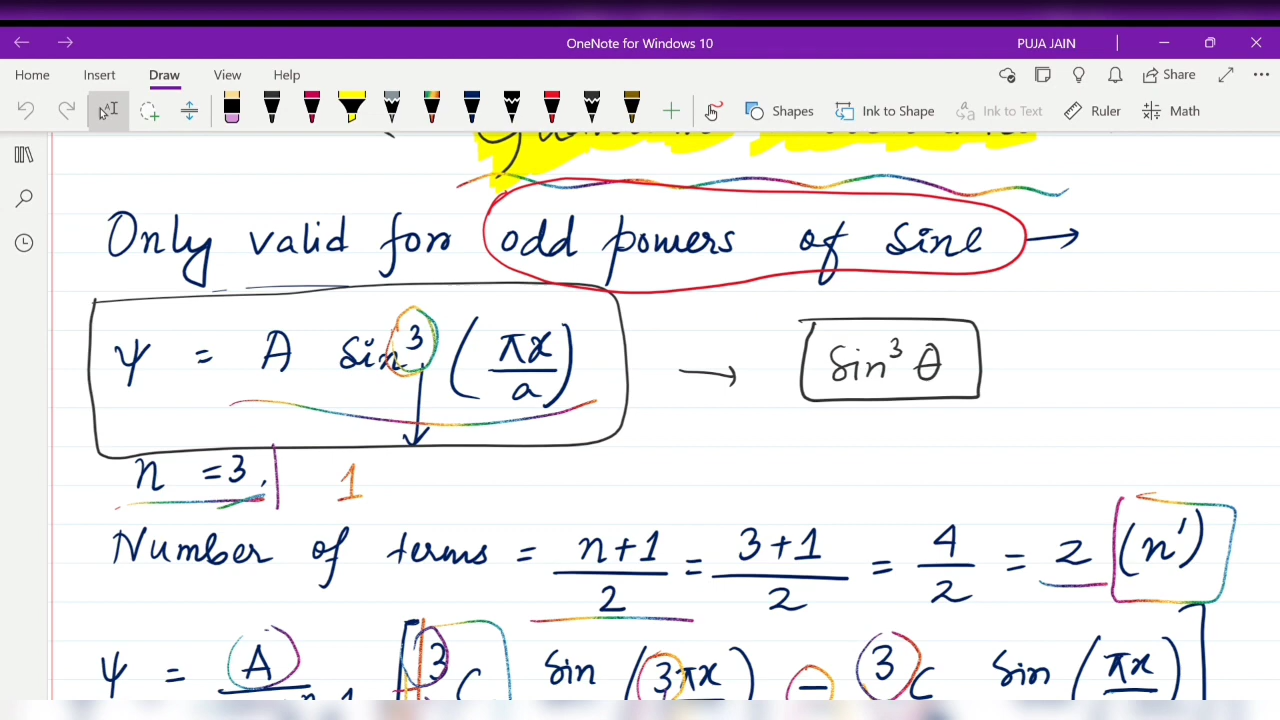 OneNote for Windows 10
PUJA JAIN
Home Insert Draw View Help
Share
Shapes Ink to Shape Ink to Text Ruler Math
Only valid for odd powers of sine →
ψ = A sin³ (πx/a) → Sin³ θ
n = 3, 1
Number of terms = n+1/2 = 3+1/2 = 4/2 = 2 (n')
ψ = A [3C sin (3πx) - 3C sin (πx)]